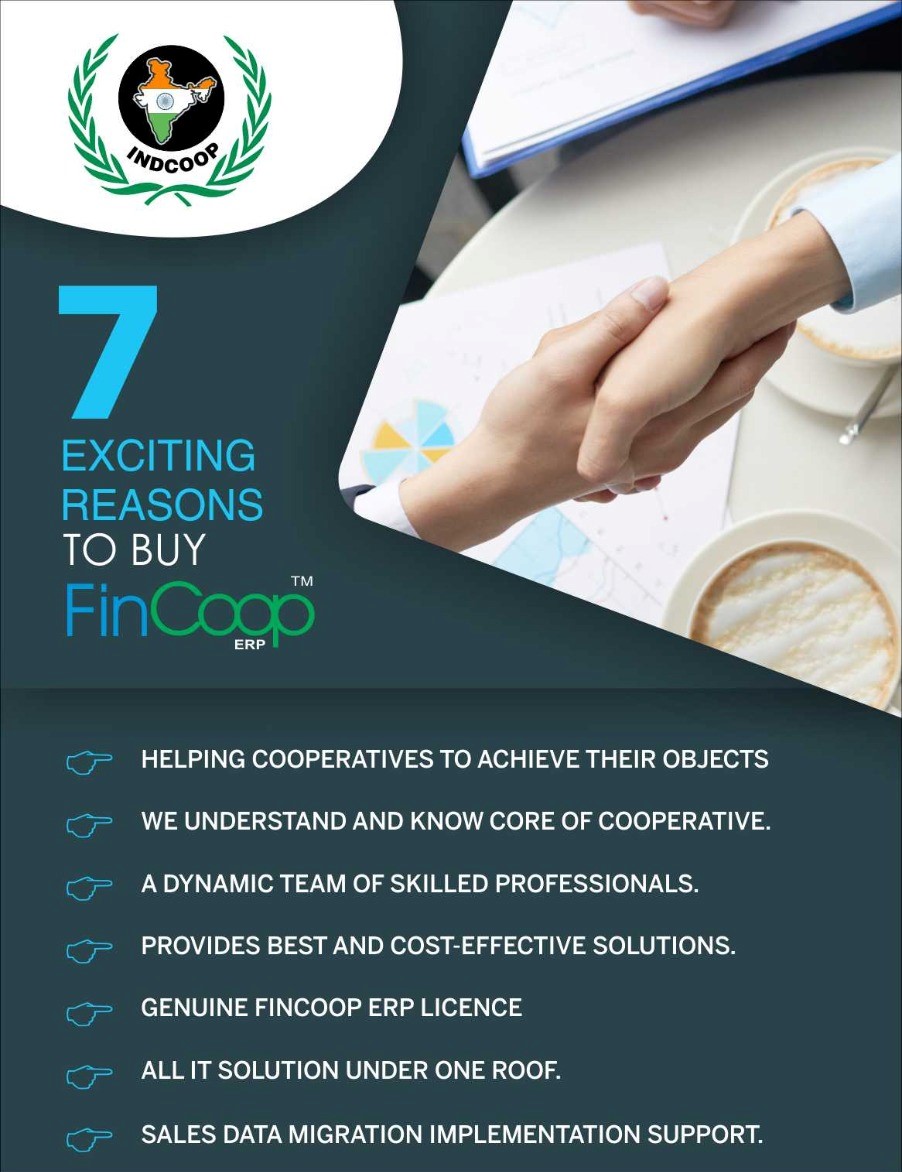 INDCOOP
7
EXCITING
REASONS
TO BUY
FinCoop TM
ERP
HELPING COOPERATIVES TO ACHIEVE THEIR OBJECTS
WE UNDERSTAND AND KNOW CORE OF COOPERATIVE.
A DYNAMIC TEAM OF SKILLED PROFESSIONALS.
PROVIDES BEST AND COST-EFFECTIVE SOLUTIONS.
GENUINE FINCOOP ERP LICENCE
ALL IT SOLUTION UNDER ONE ROOF.
SALES DATA MIGRATION IMPLEMENTATION SUPPORT.